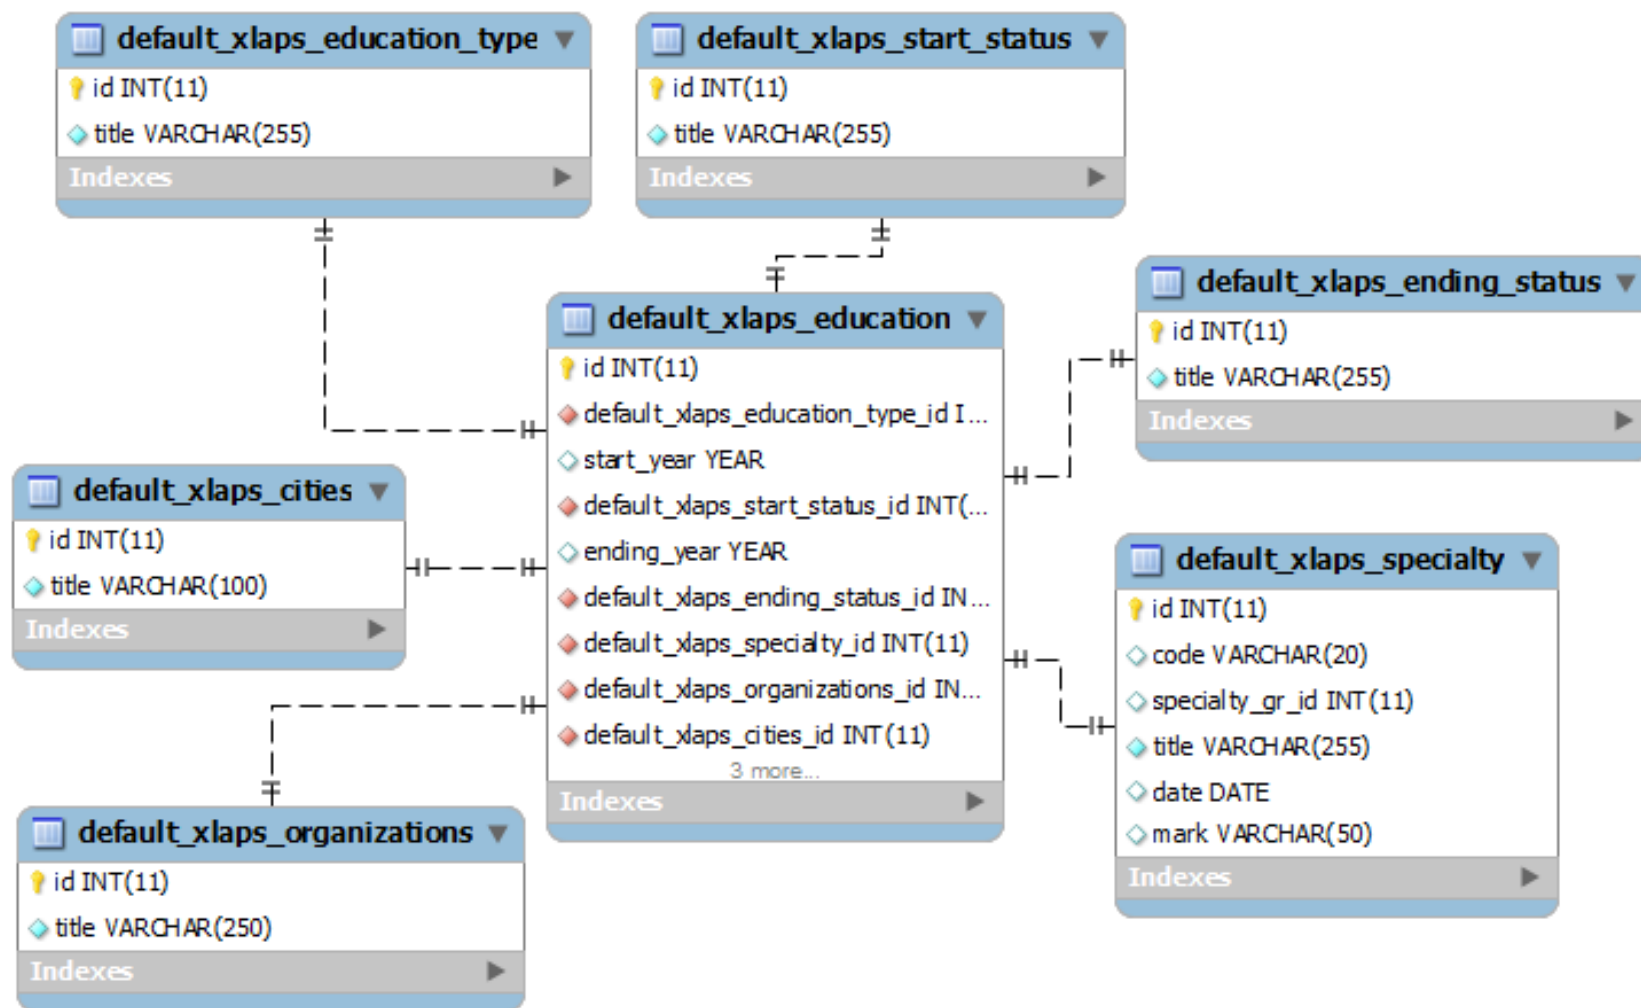 default_xlaps_education_type
id INT(11)
title VARCHAR(255)
Indexes
default_xlaps_start_status
id INT(11)
title VARCHAR(255)
Indexes
default_xlaps_ending_status
id INT(11)
title VARCHAR(255)
Indexes
default_xlaps_education
id INT(11)
default_xlaps_education_type_id I...
start_year YEAR
default_xlaps_start_status_id INT(...
ending_year YEAR
default_xlaps_ending_status_id IN...
default_xlaps_specialty_id INT(11)
default_xlaps_organizations_id IN...
default_xlaps_cities_id INT(11)
3 more...
Indexes
default_xlaps_cities
id INT(11)
title VARCHAR(100)
Indexes
default_xlaps_specialty
id INT(11)
code VARCHAR(20)
specialty_gr_id INT(11)
title VARCHAR(255)
date DATE
mark VARCHAR(50)
Indexes
default_xlaps_organizations
id INT(11)
title VARCHAR(250)
Indexes